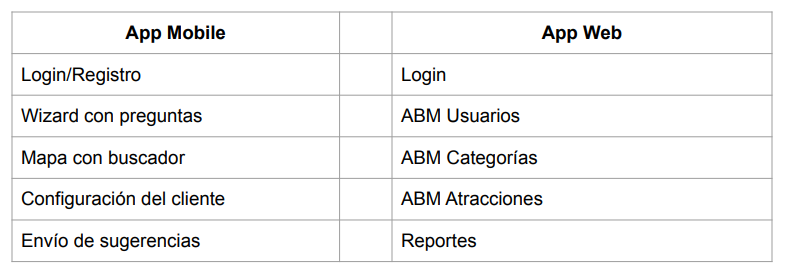 App Mobile App Web
Login/Registro Login
Wizard con preguntas ABM Usuarios
Mapa con buscador ABM Categorías
Configuración del cliente ABM Atracciones
Envío de sugerencias Reportes